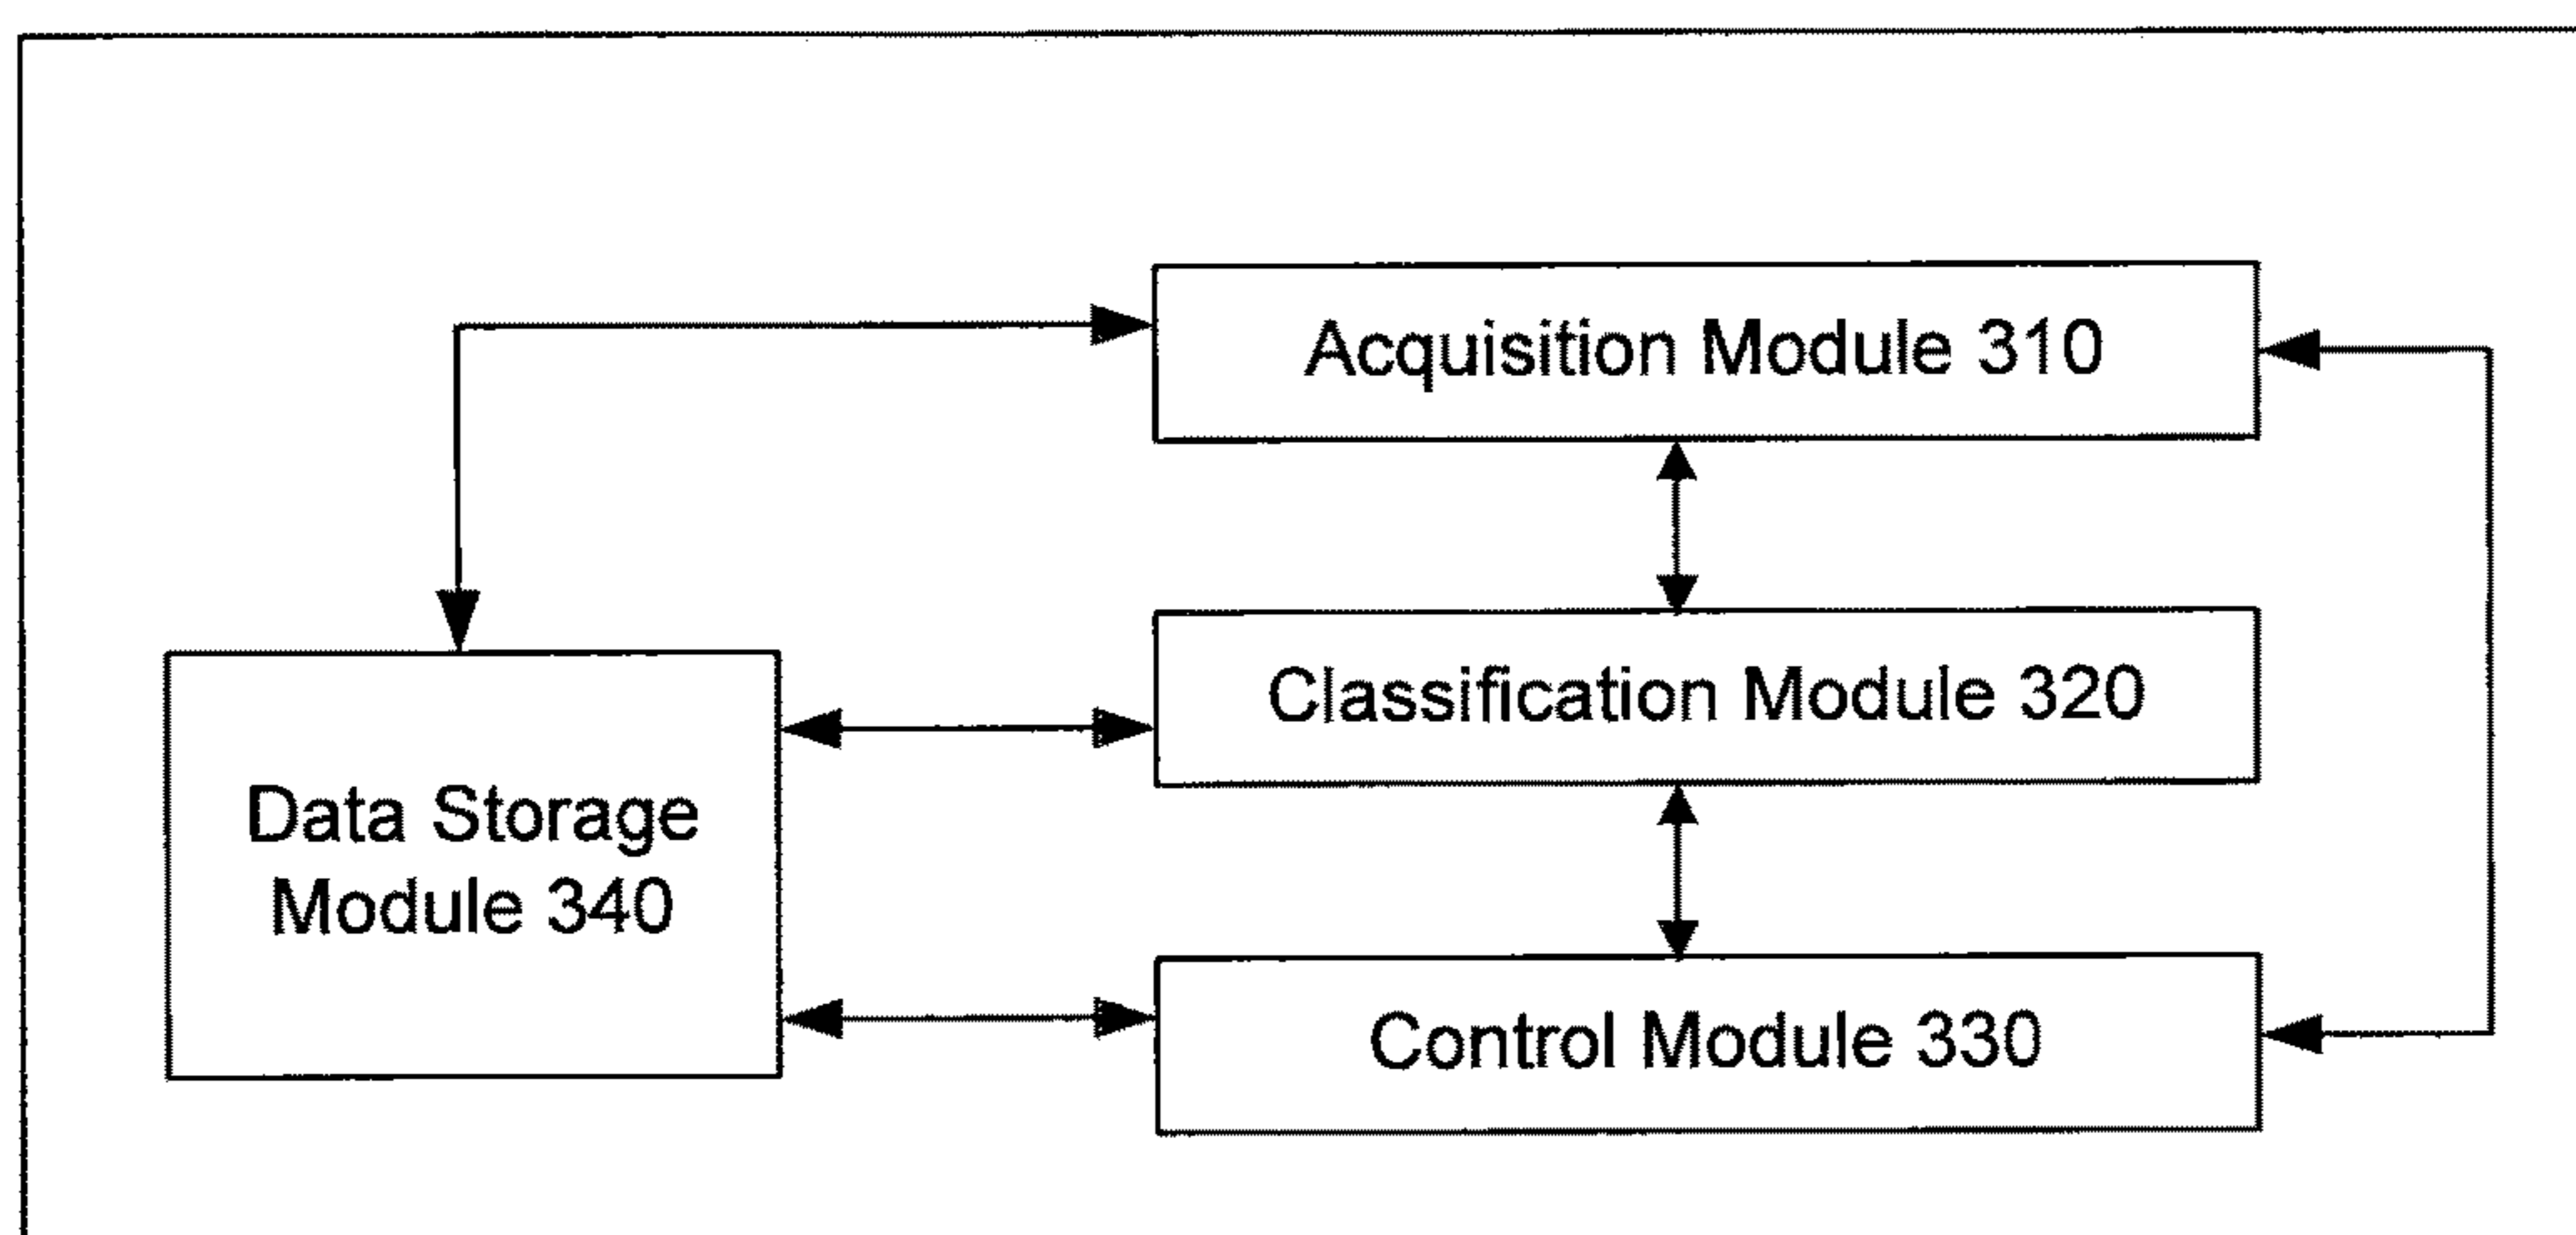 Acquisition Module 310
Classification Module 320
Data Storage
Module 340
Control Module 330